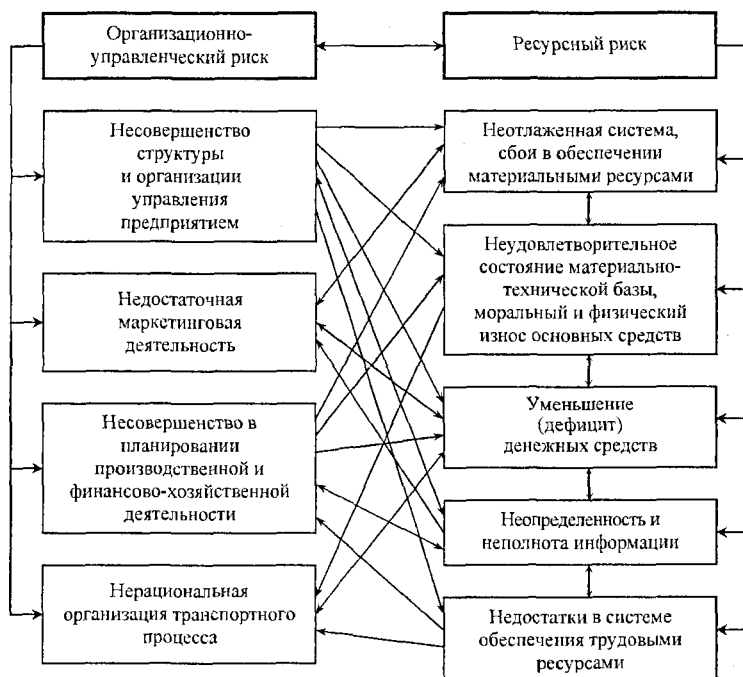 Организационно-
управленческий риск
Ресурсный риск
Несовершенство
структуры
и организации
управления
предприятием
Недостаточная
маркетинговая
деятельность
Несовершенство в
планировании
производственной и
финансово-хозяйственной
деятельности
Нерациональная
организация транспортного
процесса
Неотлаженная система,
сбои в обеспечении
материальными ресурсами
Неудовлетворительное
состояние материально-
технической базы,
моральный и физический
износ основных средств
Уменьшение
(дефицит)
денежных средств
Неопределенность и
неполнота информации
Недостатки в системе
обеспечения трудовыми
ресурсами